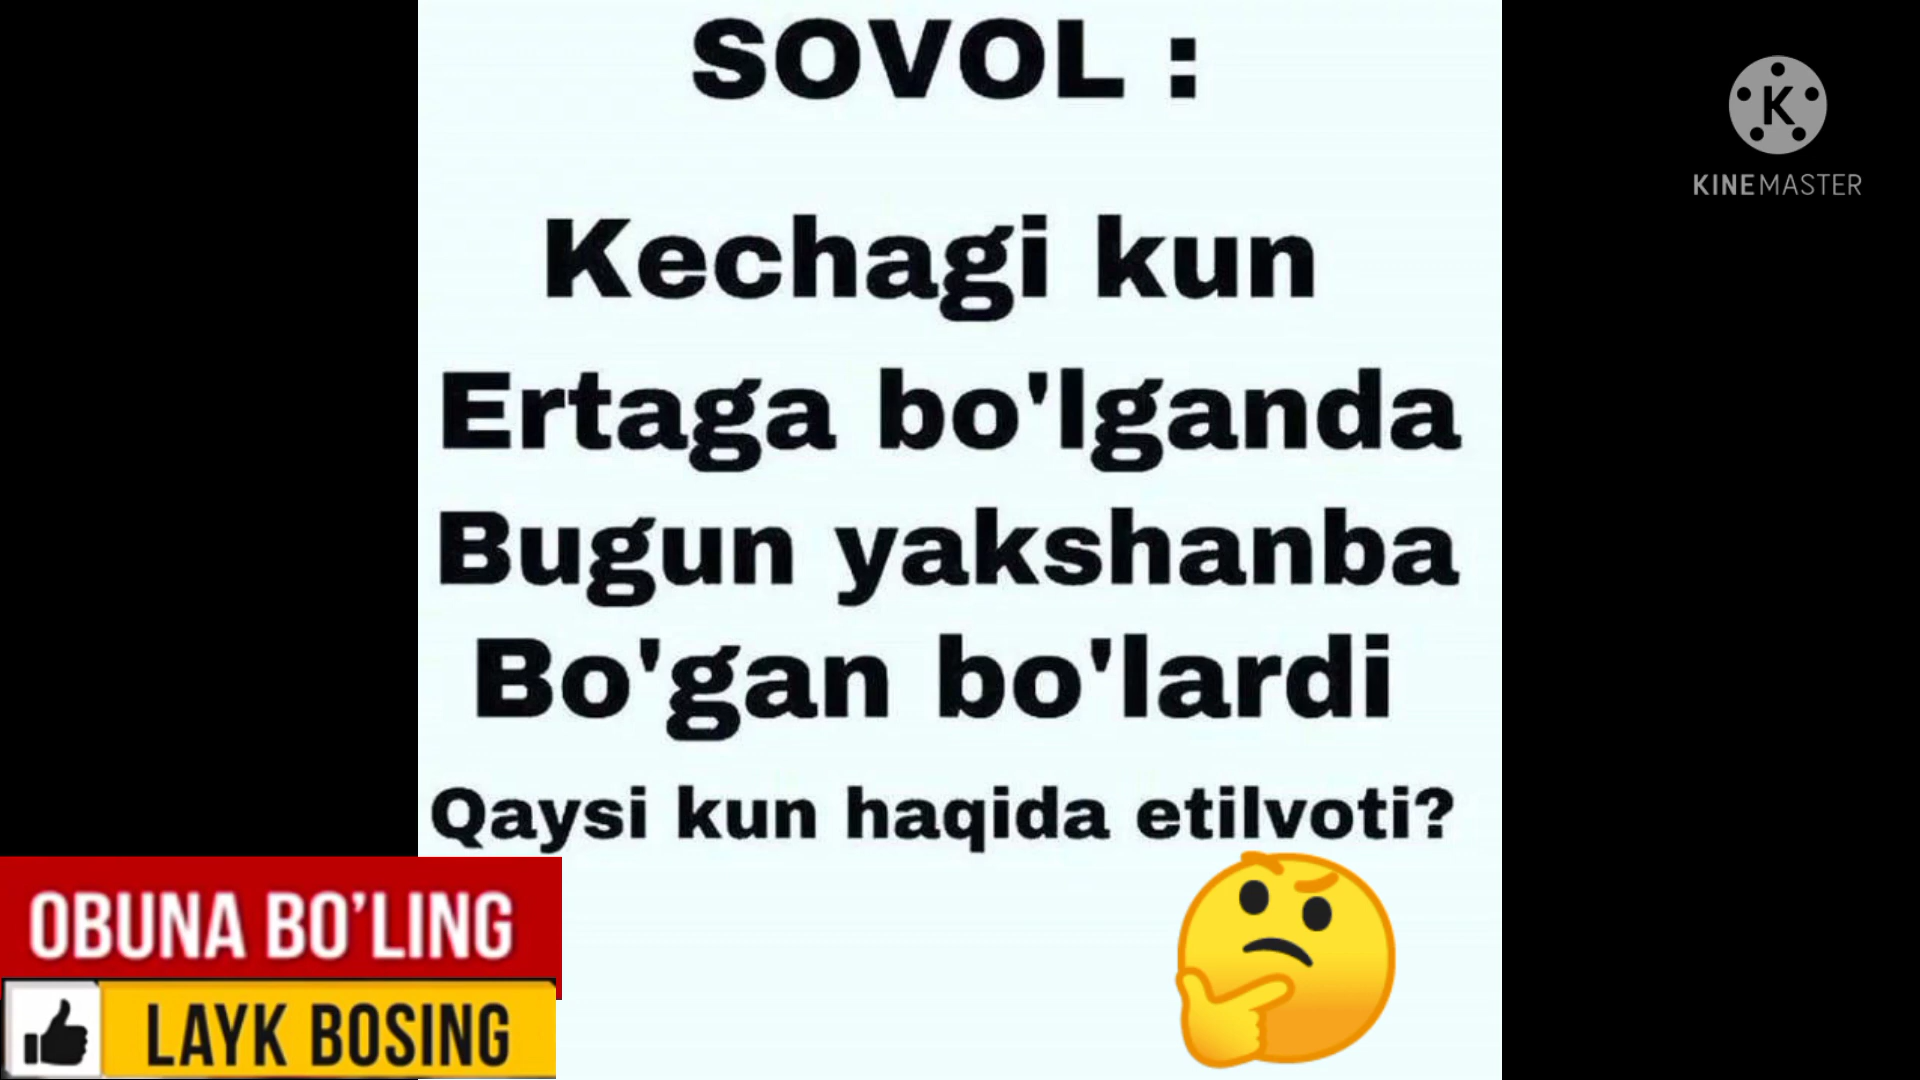 SOVOL :
Kechagi kun
Ertaga bo'lganda
Bugun yakshanba
Bo'gan bo'lardi
Qaysi kun haqida etilvoti?
K
KINEMASTER
OBUNA BO’LING
LAYK BOSING